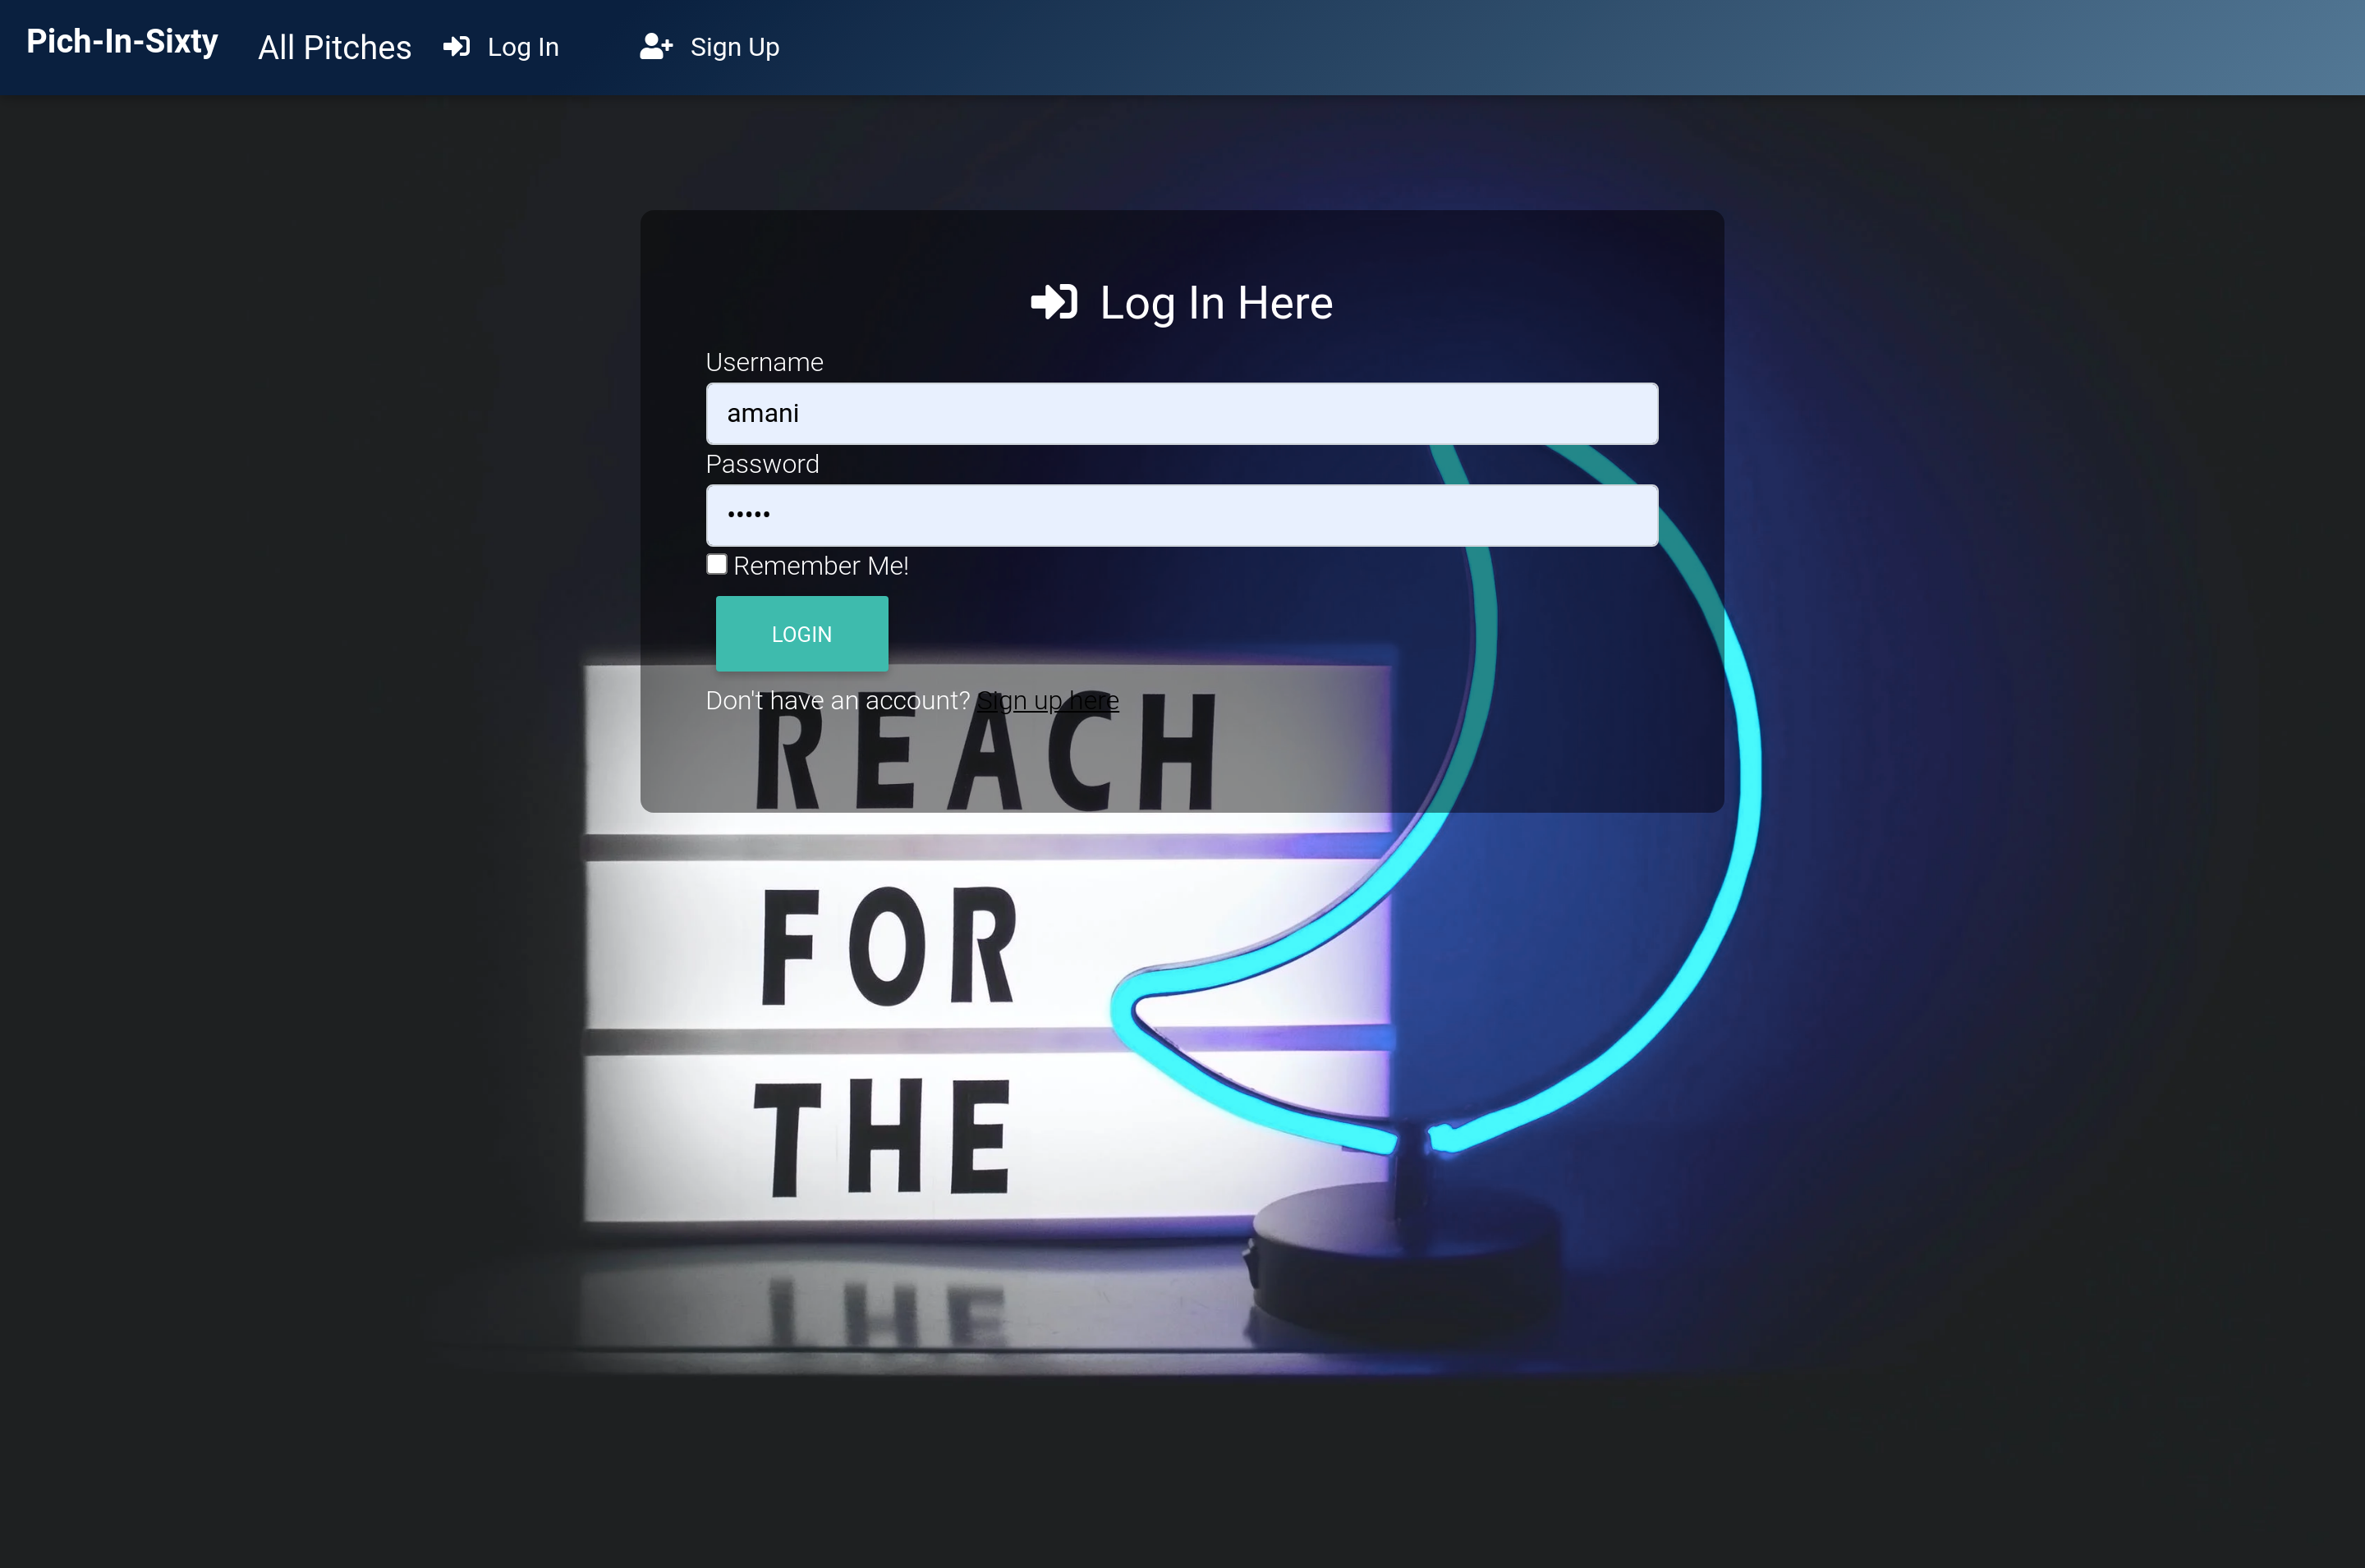 Pich-In-Sixty All Pitches Log In Sign Up
Log In Here
Username
amani
Password
•••••
Remember Me!
LOGIN
Don't have an account? Sign up here
REACH
FOR
THE